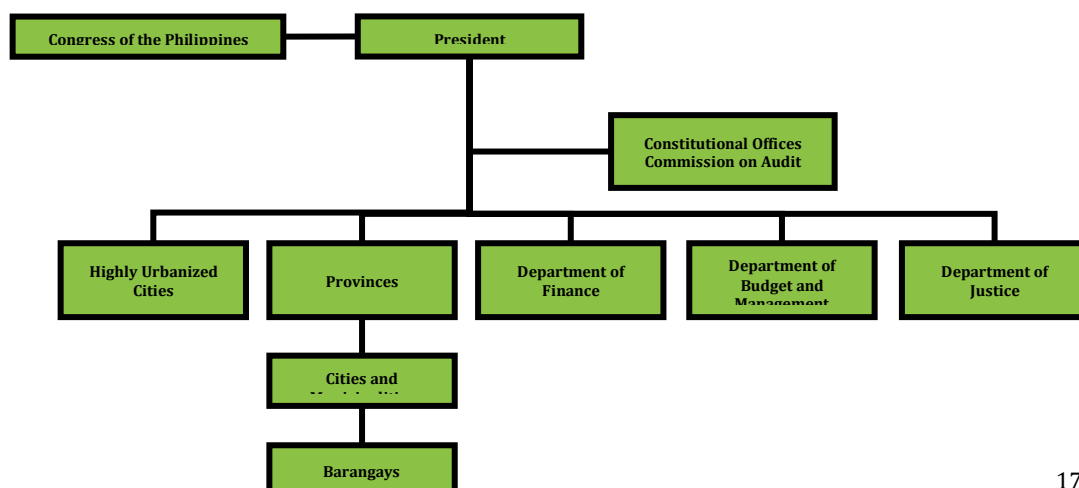 Congress of the Philippines
President
Constitutional Offices
Commission on Audit
Highly Urbanized
Cities
Provinces
Department of
Finance
Department of
Budget and
Management
Department of
Justice
Cities and
Barangays
17